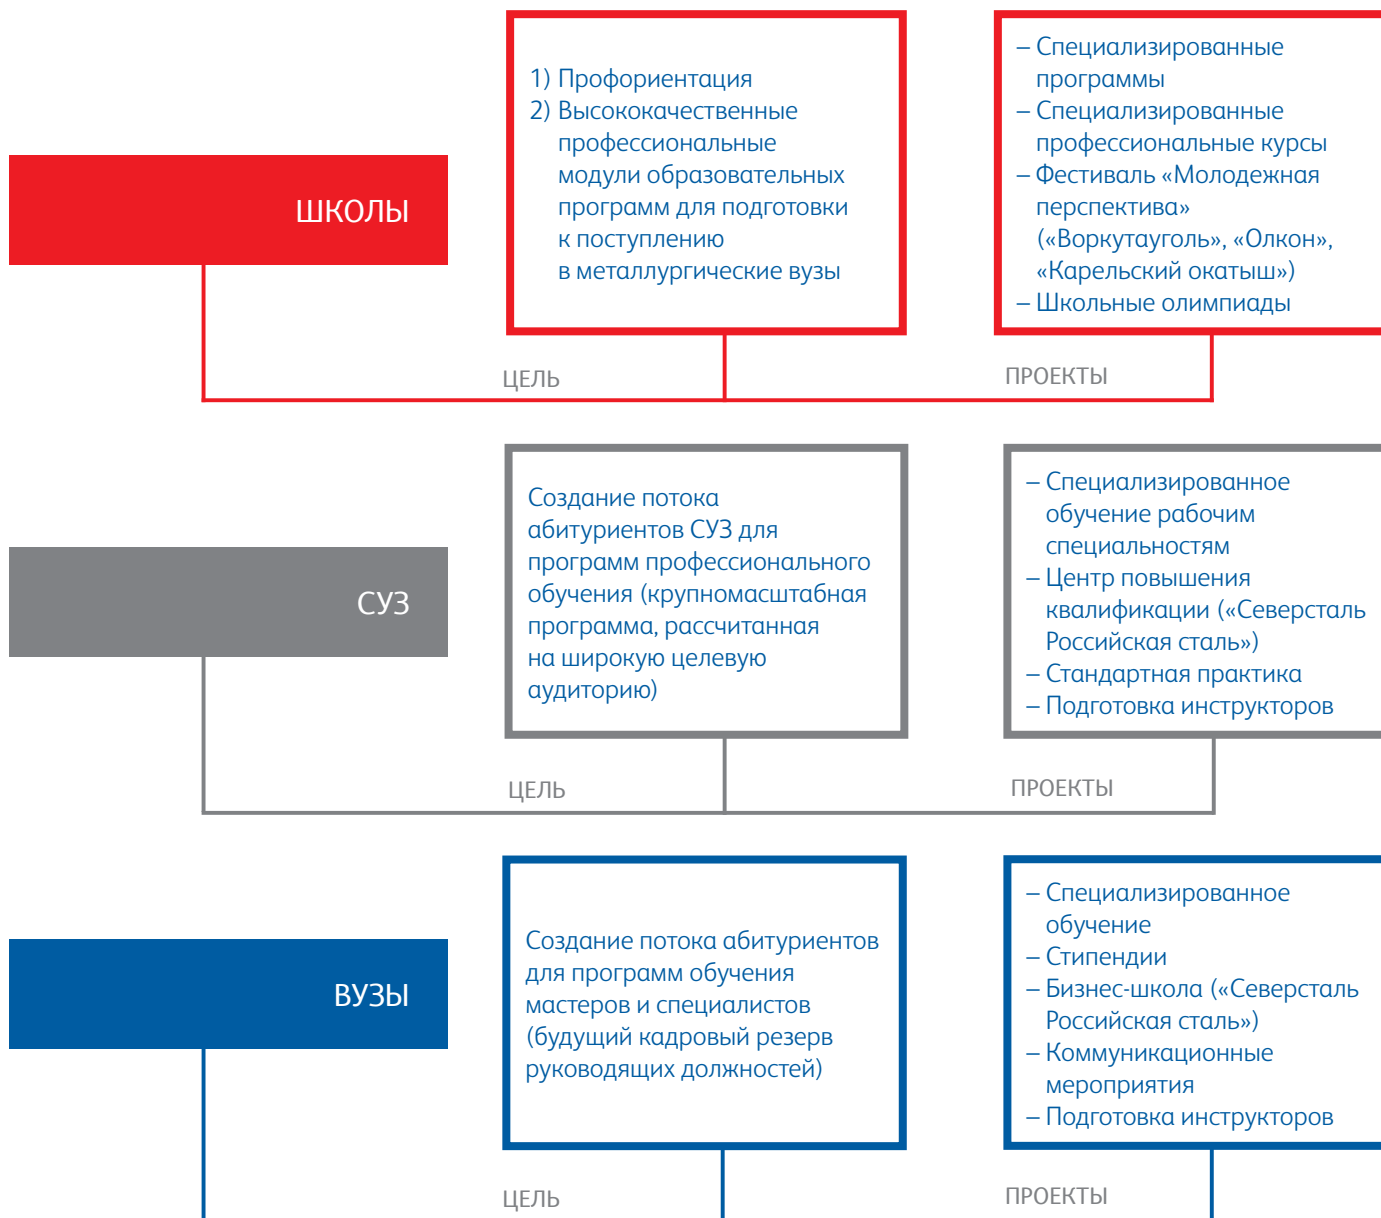 ШКОЛЫ
1) Профориентация
2) Высококачественные
профессиональные
модули образовательных
программ для подготовки
к поступлению
в металлургические вузы
ЦЕЛЬ
– Специализированные
программы
– Специализированные
профессиональные курсы
– Фестиваль «Молодежная
перспектива»
(«Воркутауголь», «Олкон»,
«Карельский окатыш»)
– Школьные олимпиады
ПРОЕКТЫ
СУЗ
Создание потока
абитуриентов СУЗ для
программ профессионального
обучения (крупномасштабная
программа, рассчитанная
на широкую целевую
аудиторию)
ЦЕЛЬ
– Специализированное
обучение рабочим
специальностям
– Центр повышения
квалификации («Северсталь
Российская сталь»)
– Стандартная практика
– Подготовка инструкторов
ПРОЕКТЫ
ВУЗЫ
Создание потока абитуриентов
для программ обучения
мастеров и специалистов
(будущий кадровый резерв
руководящих должностей)
ЦЕЛЬ
– Специализированное
обучение
– Стипендии
– Бизнес-школа («Северсталь
Российская сталь»)
– Коммуникационные
мероприятия
– Подготовка инструкторов
ПРОЕКТЫ